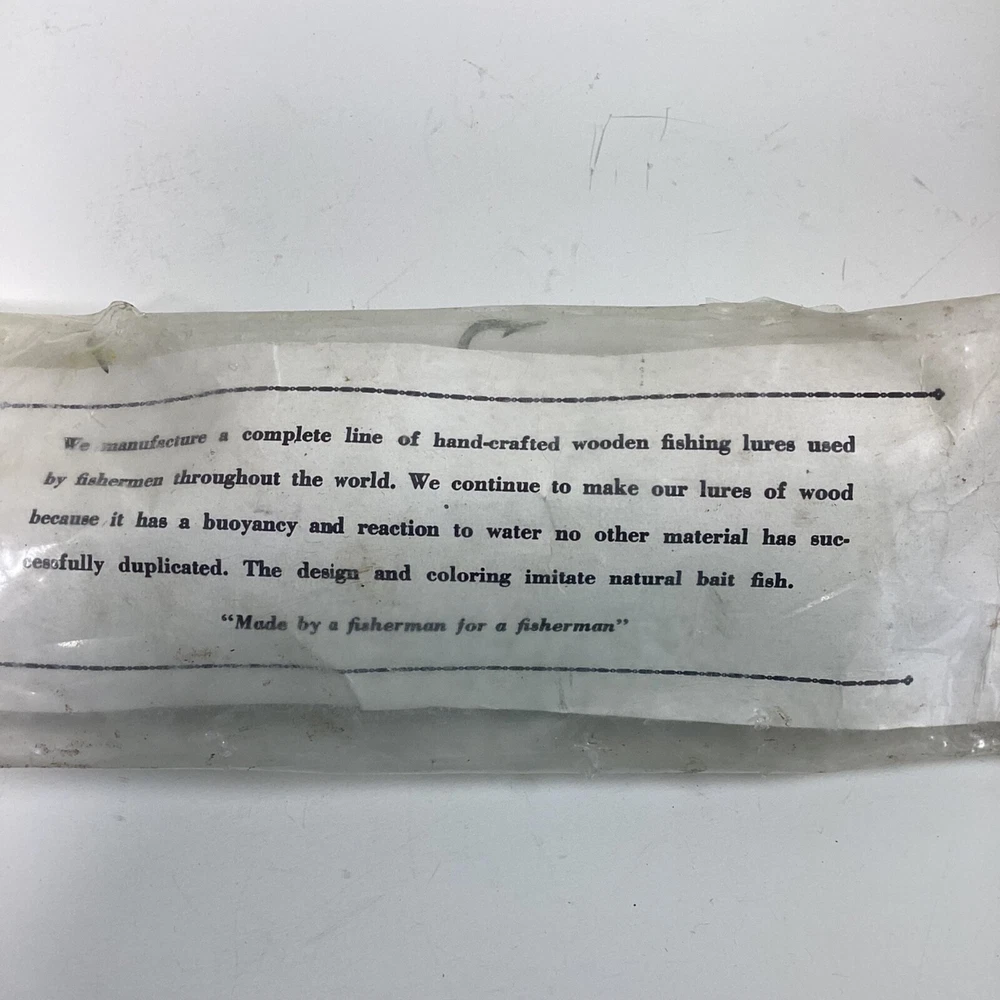 We manufacture a complete line of hand-crafted wooden fishing lures used
by fishermen throughout the world. We continue to make our lures of wood
because it has a buoyancy and reaction to water no other material has suc-
cessfully duplicated. The design and coloring imitate natural bait fish.
“Made by a fisherman for a fisherman”